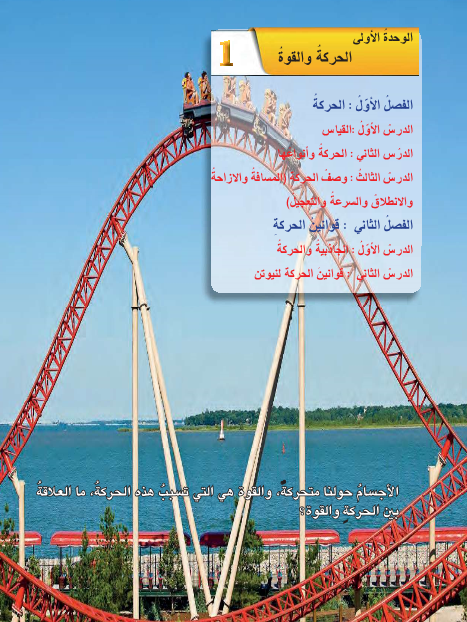 الوحدةُ الأولى
1
الحركةُ والقوةُ
الفصلُ الأوّلُ : الحركةُ
الدرسُ الأوّلُ :القياس
الدرّس الثاني : الحركةُ وأنواعها
الدرسُ الثالثُ : وصفُ الحركةِ (المسافةُ والازاحةُ
والانطلاقُ والسرعةُ والتعجيل)
الفصلُ الثاني : قوانين الحركة
الدرسُ الأوّلُ : الجاذبيةُ والحركةُ
الدرسُ الثاني : قوانينُ الحركة لنيوتن
الأجسامُ حولنا متحركة، والقوةُ هي التي تسببُ هذه الحركةُ، ما العلاقةُ
بين الحركة والقوة؟